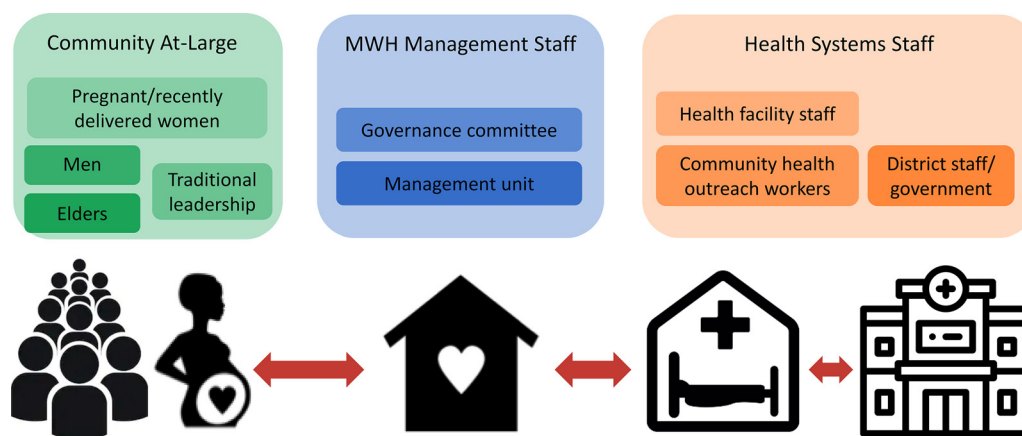 Community At-Large
Pregnant/recently
delivered women
Men
Elders
Traditional
leadership
MWH Management Staff
Governance committee
Management unit
Health Systems Staff
Health facility staff
Community health
outreach workers
District staff/
government